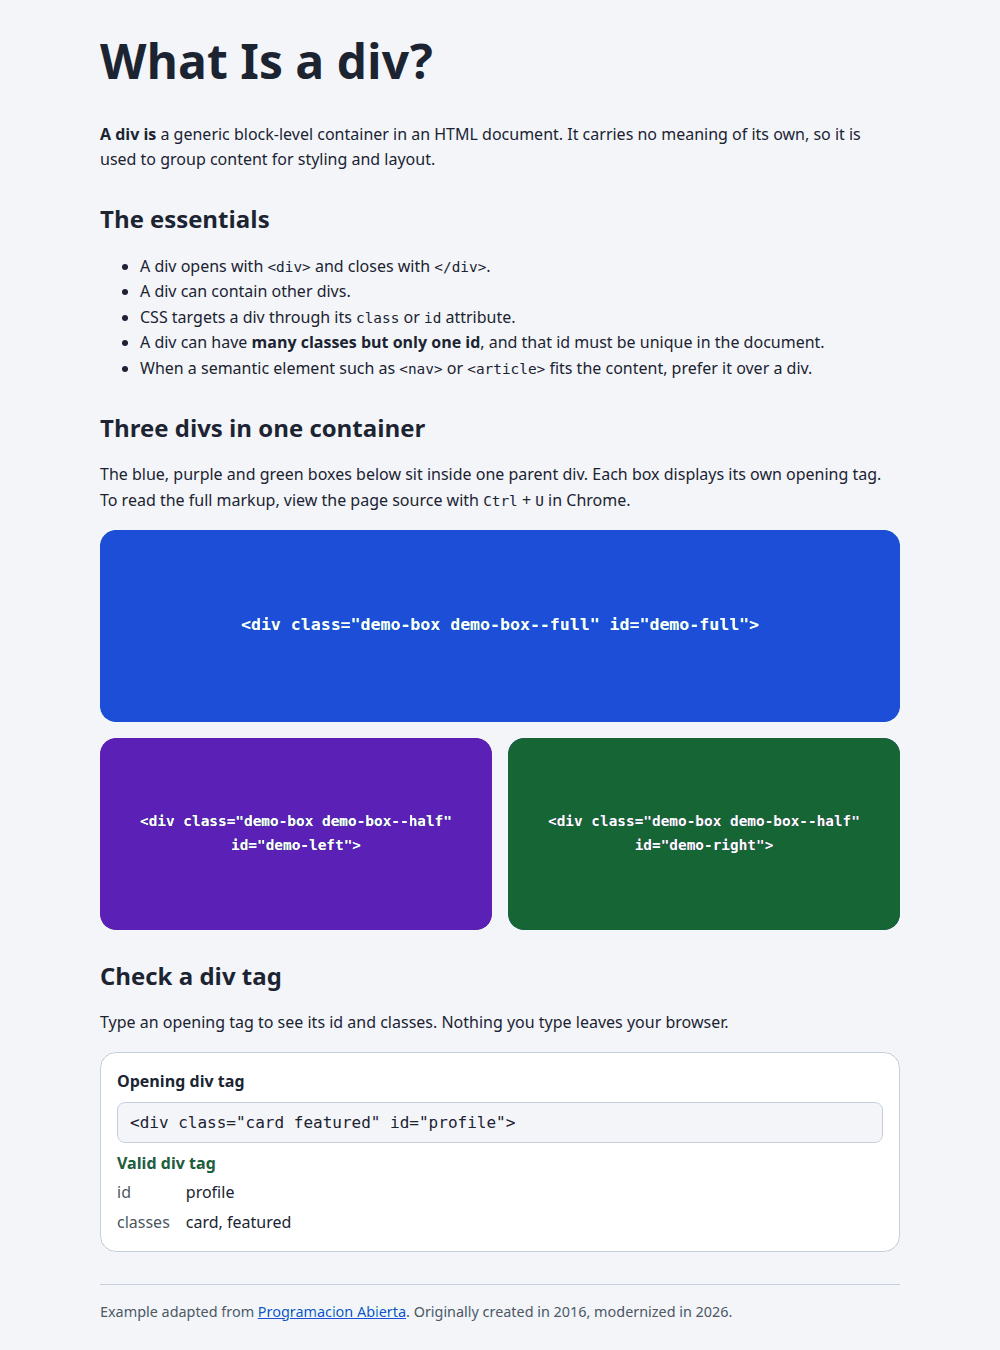 What Is a div?
A div is a generic block-level container in an HTML document. It carries no meaning of its own, so it is
used to group content for styling and layout.
The essentials
• A div opens with <div> and closes with </div>.
• A div can contain other divs.
• CSS targets a div through its class or id attribute.
• A div can have many classes but only one id, and that id must be unique in the document.
• When a semantic element such as <nav> or <article> fits the content, prefer it over a div.
Three divs in one container
The blue, purple and green boxes below sit inside one parent div. Each box displays its own opening tag.
To read the full markup, view the page source with Ctrl + U in Chrome.
<div class="demo-box demo-box--full" id="demo-full">
<div class="demo-box demo-box--half"
id="demo-left">
<div class="demo-box demo-box--half"
id="demo-right">
Check a div tag
Type an opening tag to see its id and classes. Nothing you type leaves your browser.
Opening div tag
<div class="card featured" id="profile">
Valid div tag
id profile
classes card, featured
Example adapted from Programacion Abierta. Originally created in 2016, modernized in 2026.